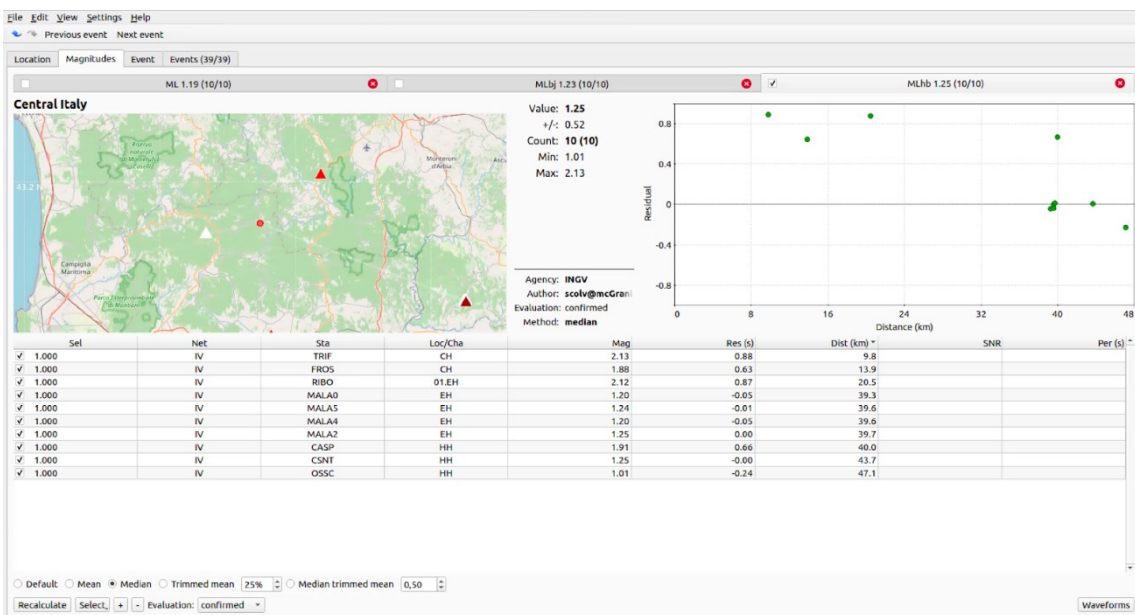 File Edit View Settings Help
Previous event Next event
Location Magnitudes Event Events (39/39)
ML 1.19 (10/10) MLbj 1.23 (10/10) MLhb 1.25 (10/10)
Central Italy
Value: 1.25
+/-: 0.52
Count: 10 (10)
Min: 1.01
Max: 2.13
Agency: INGV
Author: scolv@mcGrani
Evaluation: confirmed
Method: median
43.2 N
Monteroni
d'Arbia
Campiglia
Marittima
Residual
0.8
0.4
0
-0.4
-0.8
0 8 16 24 32 40 48
Distance (km)
Sel Net Sta Loc/Cha Mag Res (s) Dist (km) SNR Per (s)
1.000 IV TRIF CH 2.13 0.88 9.8
1.000 IV FROS CH 1.88 0.63 13.9
1.000 IV RIBO 01.EH 2.12 0.87 20.5
1.000 IV MALA0 EH 1.20 -0.05 39.3
1.000 IV MALA5 EH 1.24 -0.01 39.6
1.000 IV MALA4 EH 1.20 -0.05 39.6
1.000 IV MALA2 EH 1.25 0.00 39.7
1.000 IV CASP HH 1.91 0.66 40.0
1.000 IV CSNT HH 1.25 -0.00 43.7
1.000 IV OSSC HH 1.01 -0.24 47.1
Default Mean Median Trimmed mean 25% Median trimmed mean 0,50
Recalculate Select + - Evaluation: confirmed Waveforms